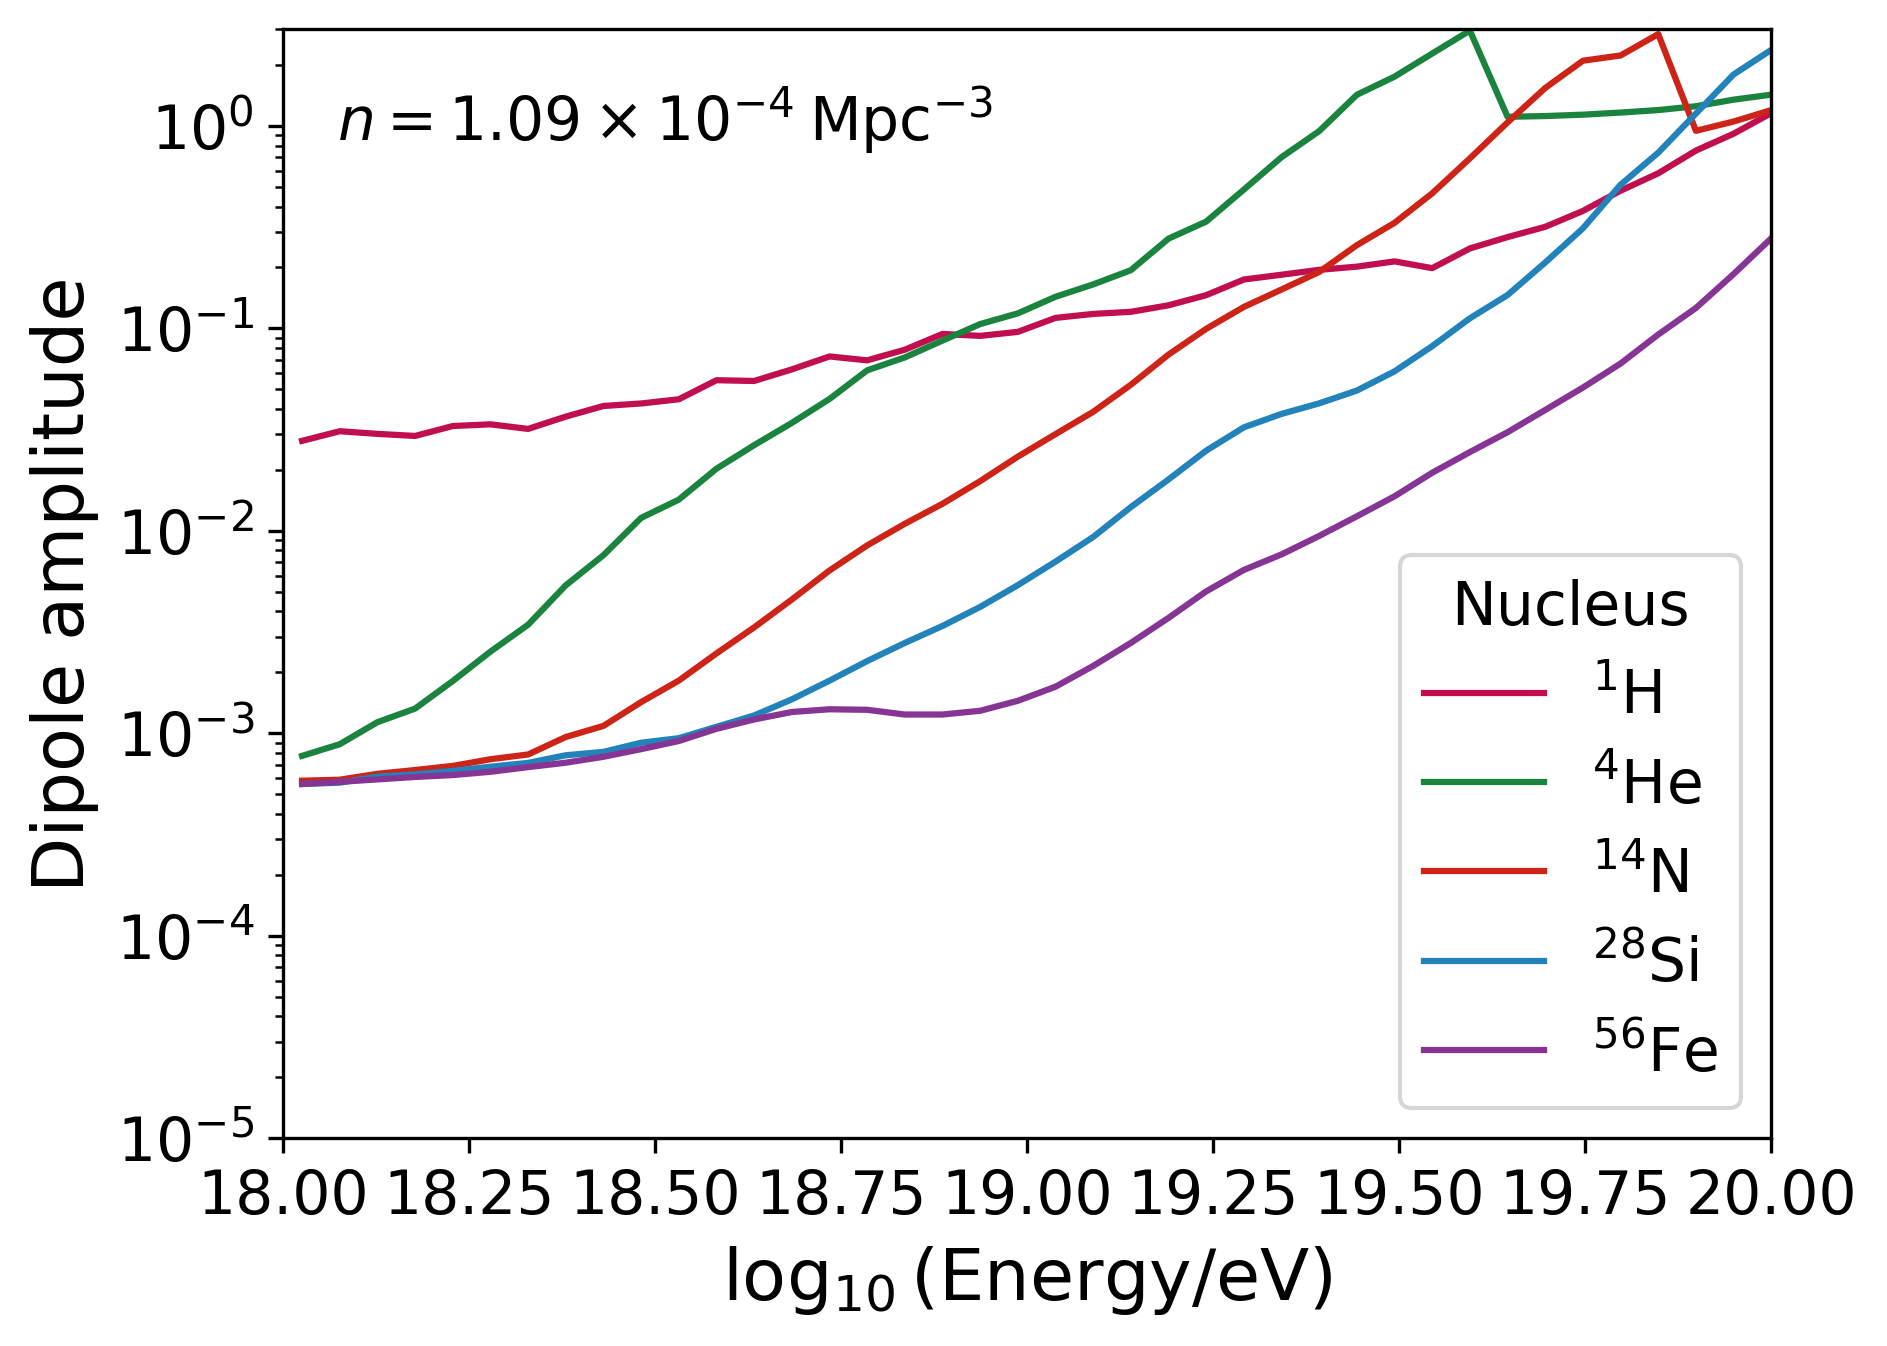 n = 1.09 × 10⁻⁴ Mpc⁻³
Dipole amplitude
10⁰
10⁻¹
10⁻²
10⁻³
10⁻⁴
10⁻⁵
Nucleus
¹H
⁴He
¹⁴N
²⁸Si
⁵⁶Fe
18.00 18.25 18.50 18.75 19.00 19.25 19.50 19.75 20.00
log₁₀ (Energy/eV)